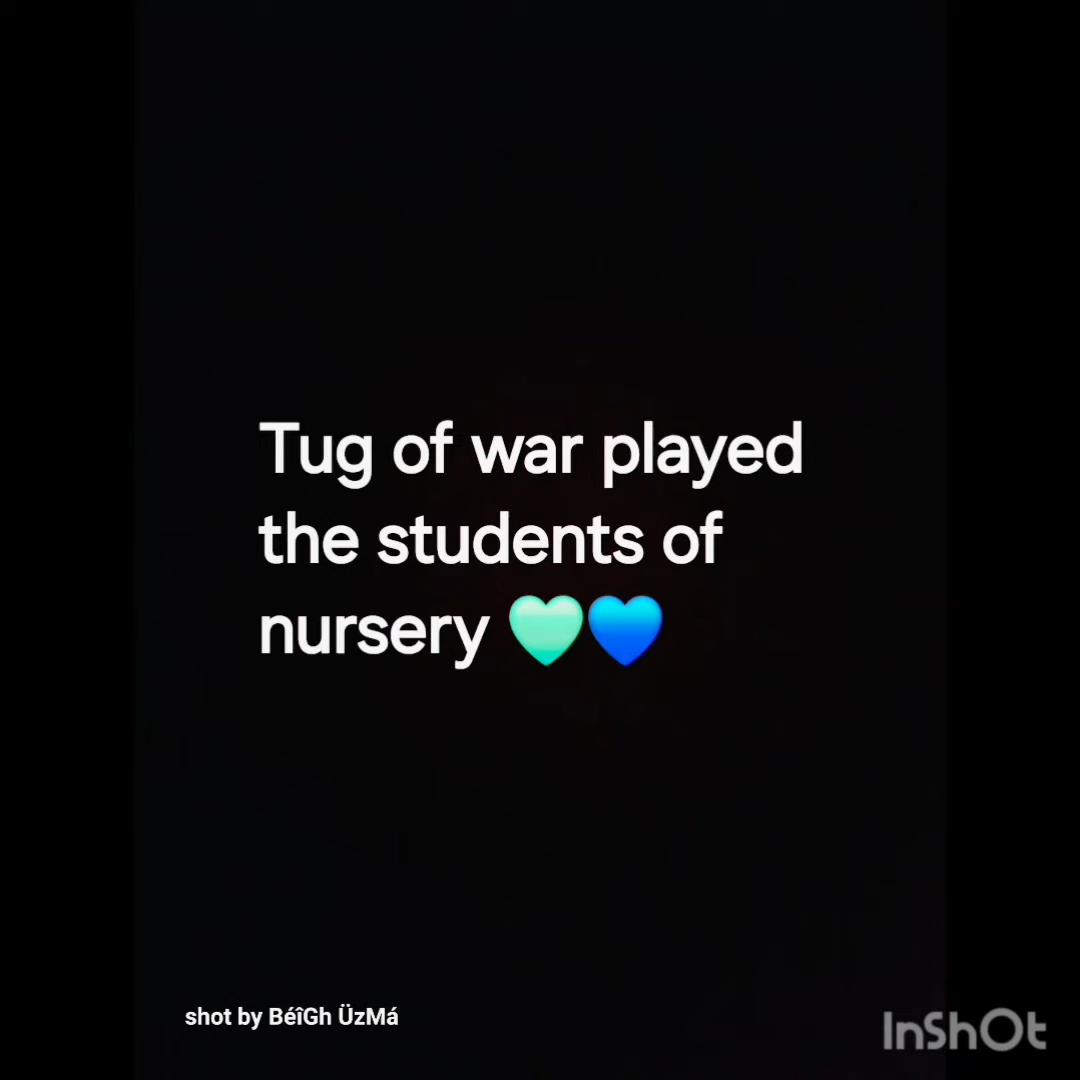 Tug of war played
the students of
nursery 🩵💙
shot by BéîGh ÜzMá
InShOt